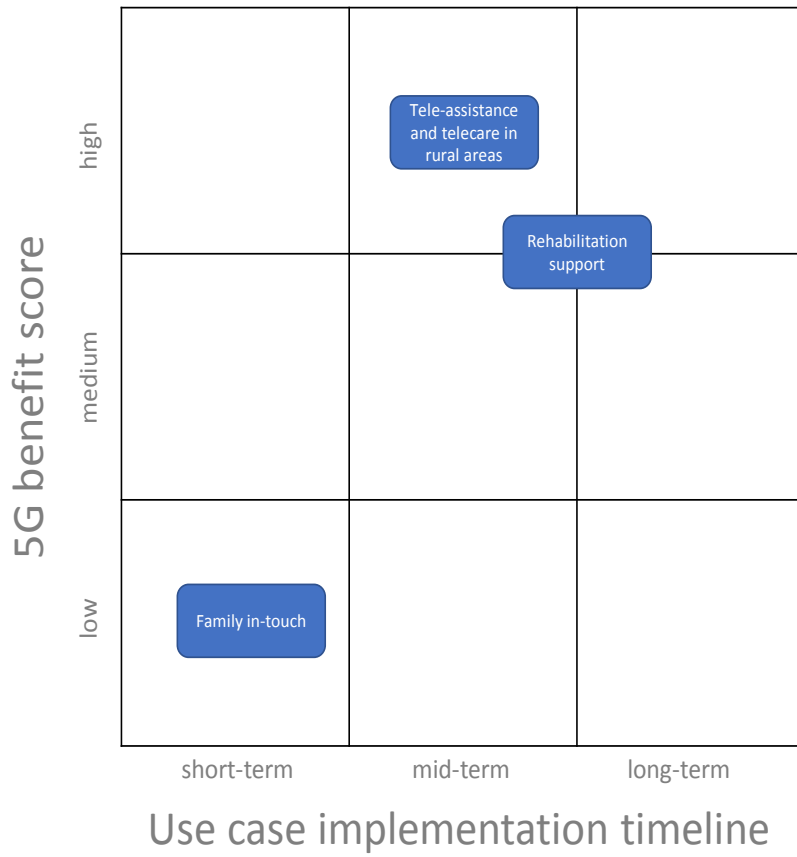 5G benefit score
high
medium
low
Tele-assistance
and telecare in
rural areas
Rehabilitation
support
Family in-touch
short-term
mid-term
long-term
Use case implementation timeline